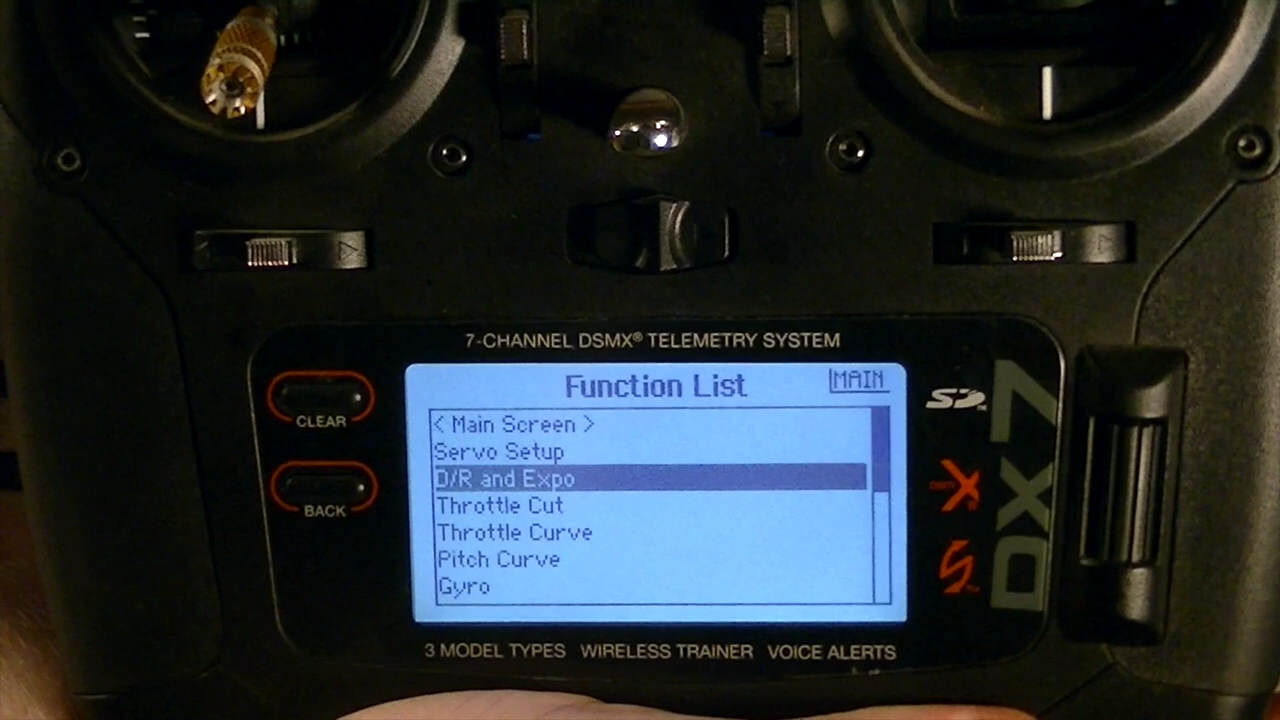 7-CHANNEL DSMX® TELEMETRY SYSTEM
Function List
MAIN
< Main Screen >
Servo Setup
D/R and Expo
Throttle Cut
Throttle Curve
Pitch Curve
Gyro
CLEAR
BACK
SD
DX7
3 MODEL TYPES WIRELESS TRAINER VOICE ALERTS